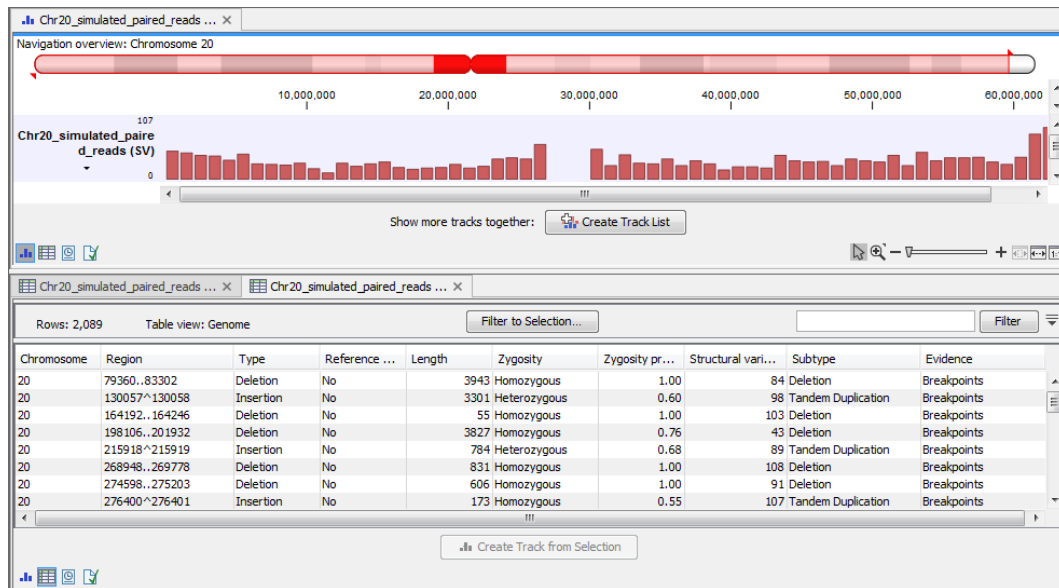 Chr20_simulated_paired_reads ...
Navigation overview: Chromosome 20
10,000,000 20,000,000 30,000,000 40,000,000 50,000,000 60,000,000
107
Chr20_simulated_paire
d_reads (SV)
0
Show more tracks together: Create Track List
Chr20_simulated_paired_reads ... Chr20_simulated_paired_reads ...
Rows: 2,089 Table view: Genome Filter to Selection... Filter
Chromosome Region Type Reference ... Length Zygosity Zygosity pr... Structural vari... Subtype Evidence
20 79360..83302 Deletion No 3943 Homozygous 1.00 84 Deletion Breakpoints
20 130057^130058 Insertion No 3301 Heterozygous 0.60 98 Tandem Duplication Breakpoints
20 164192..164246 Deletion No 55 Homozygous 1.00 103 Deletion Breakpoints
20 198106..201932 Deletion No 3827 Homozygous 0.76 43 Deletion Breakpoints
20 215918^215919 Insertion No 784 Heterozygous 0.68 89 Tandem Duplication Breakpoints
20 268948..269778 Deletion No 831 Homozygous 1.00 108 Deletion Breakpoints
20 274598..275203 Deletion No 606 Homozygous 1.00 91 Deletion Breakpoints
20 276400^276401 Insertion No 173 Homozygous 0.55 107 Tandem Duplication Breakpoints
Create Track from Selection